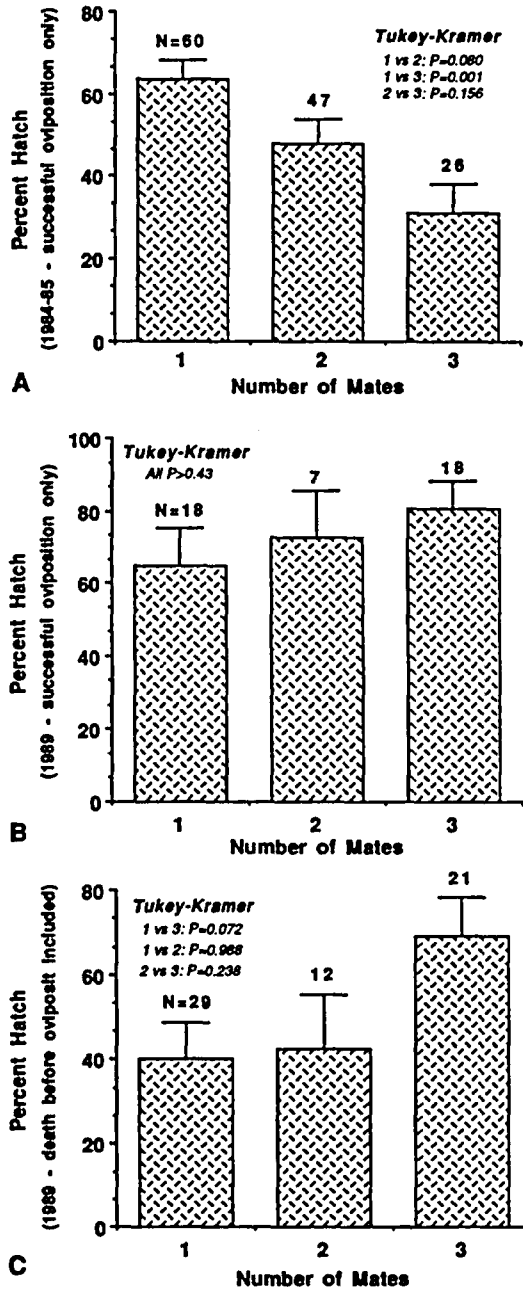 Percent Hatch
(1984-85 - successful oviposition only)
80
60
40
20
0
N=60
47
26
Tukey-Kramer
1 vs 2: P=0.080
1 vs 3: P=0.001
2 vs 3: P=0.156
1
2
3
Number of Mates
A
Percent Hatch
(1989 - successful oviposition only)
100
80
60
40
20
0
Tukey-Kramer
All P>0.43
N=18
7
18
1
2
3
Number of Mates
B
Percent Hatch
(1989 - death before oviposit included)
80
60
40
20
0
Tukey-Kramer
1 vs 3: P=0.072
1 vs 2: P=0.988
2 vs 3: P=0.236
N=29
12
21
1
2
3
Number of Mates
C